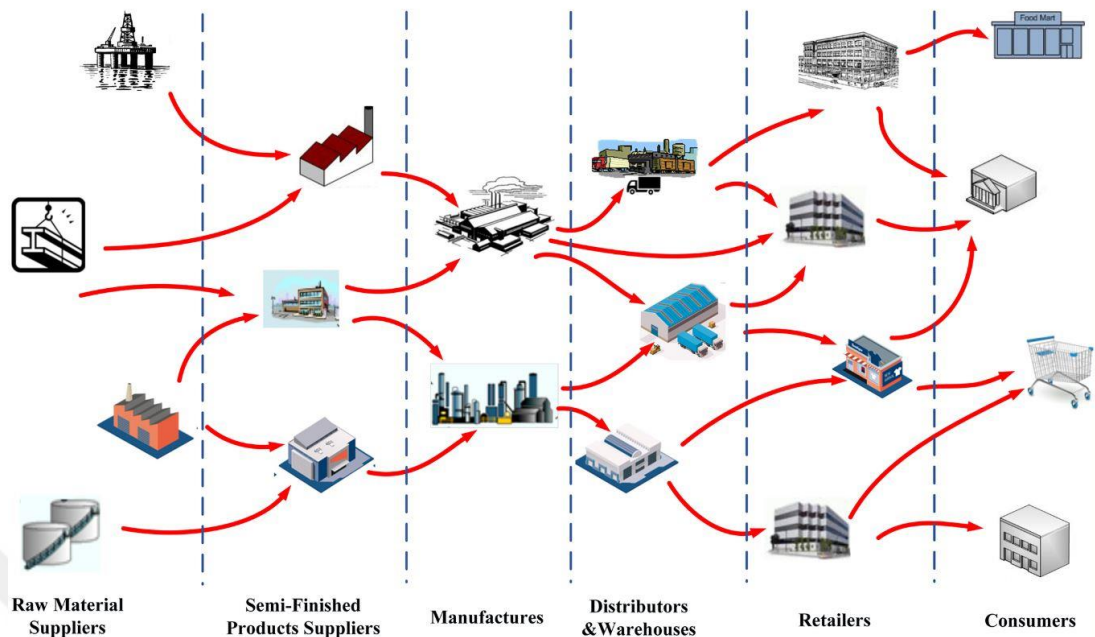 Food Mart
Raw Material
Suppliers
Semi-Finished
Products Suppliers
Manufactures
Distributors
&Warehouses
Retailers
Consumers